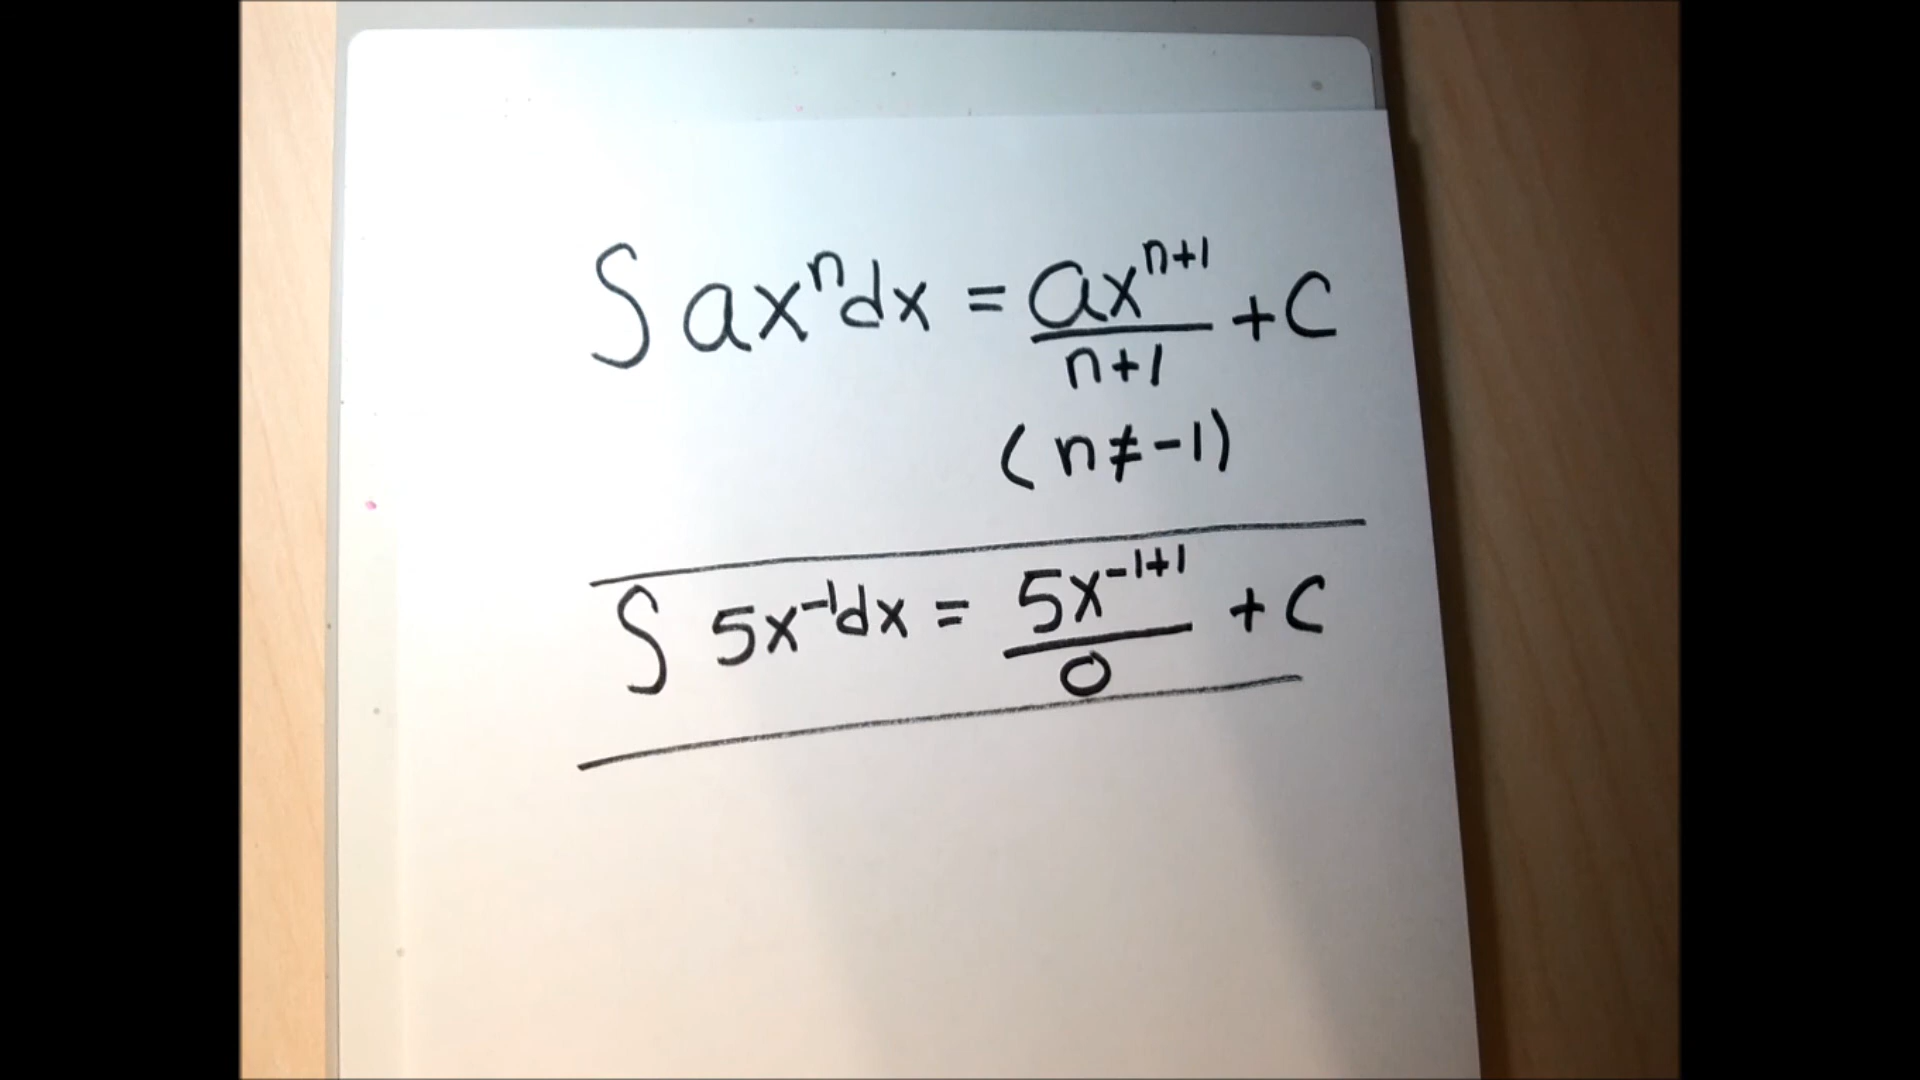 ∫ axⁿdx = axⁿ⁺¹/n+1 + C
(n≠-1)
∫ 5x⁻¹dx = 5x⁻¹⁺¹/0 + C